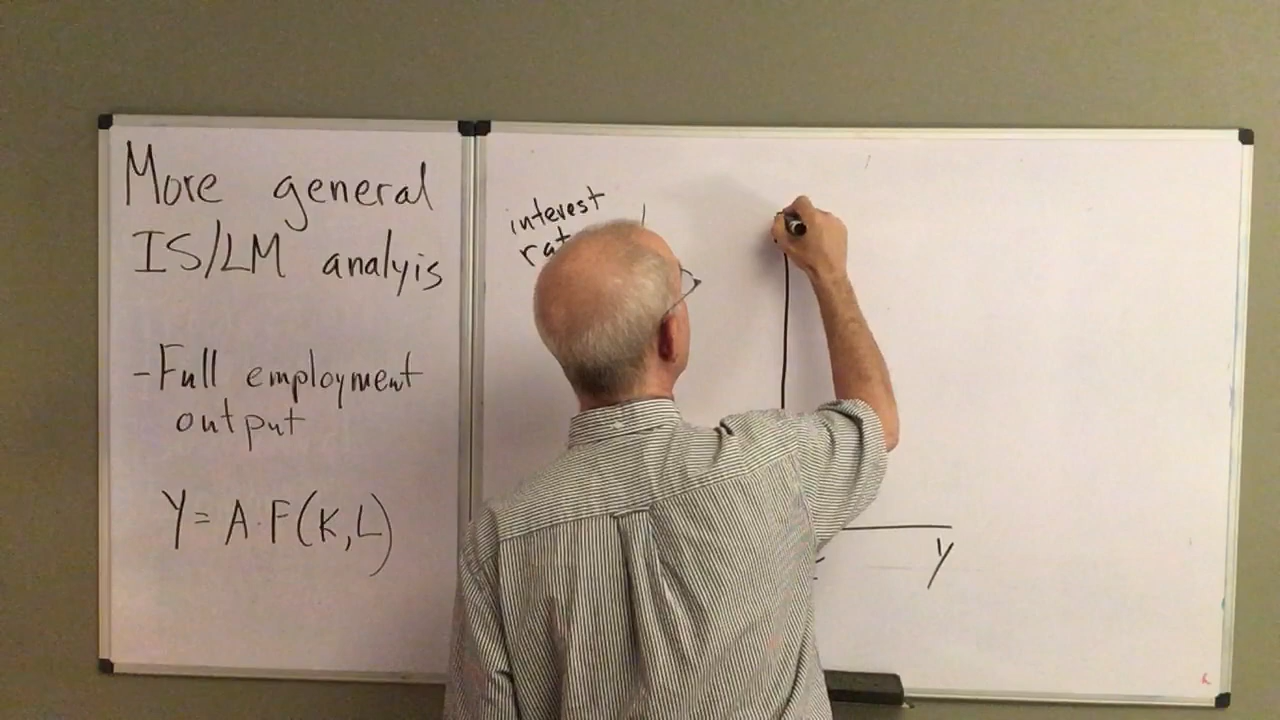 More general
IS/LM analyis
-Full employment
output
Y = A·F(K,L)
interest
Y